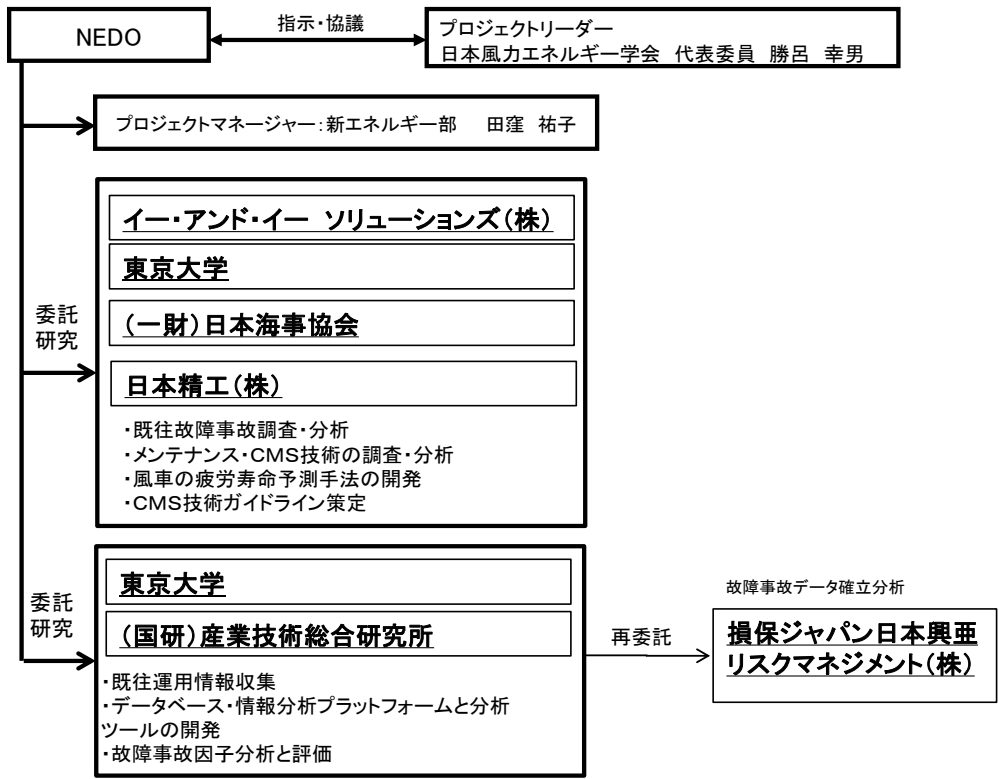 NEDO
指示・協議
プロジェクトリーダー
日本風力エネルギー学会　代表委員　勝呂　幸男
プロジェクトマネージャー：新エネルギー部　　田窪　祐子
委託
研究
イー・アンド・イー　ソリューションズ（株）
東京大学
（一財）日本海事協会
日本精工（株）
・既往故障事故調査・分析
・メンテナンス・CMS技術の調査・分析
・風車の疲労寿命予測手法の開発
・CMS技術ガイドライン策定
委託
研究
東京大学
（国研）産業技術総合研究所
・既往運用情報収集
・データベース・情報分析プラットフォームと分析
ツールの開発
・故障事故因子分析と評価
再委託
故障事故データ確立分析
損保ジャパン日本興亜
リスクマネジメント（株）